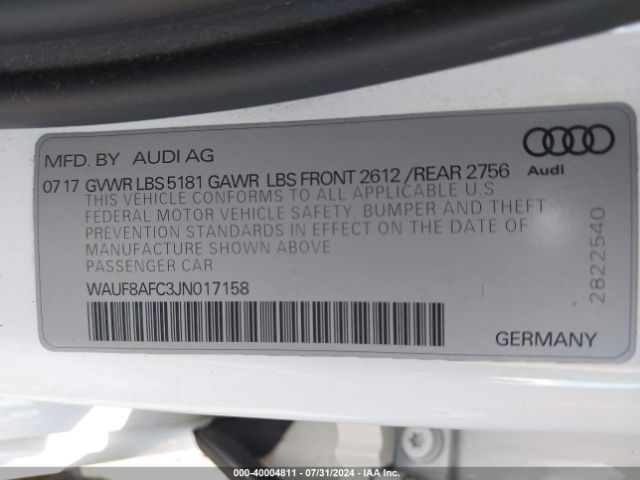 MFD. BY AUDI AG
Audi
07 17 GVWR LBS 5181 GAWR LBS FRONT 2612 /REAR 2756
THIS VEHICLE CONFORMS TO ALL APPLICABLE U.S.
FEDERAL MOTOR VEHICLE SAFETY, BUMPER AND THEFT
PREVENTION STANDARDS IN EFFECT ON THE DATE OF
MANUFACTURE SHOWN ABOVE
PASSENGER CAR
WAUF8AFC3JN017158
2822540
GERMANY
000-40004811 - 07/31/2024 - IAA Inc.